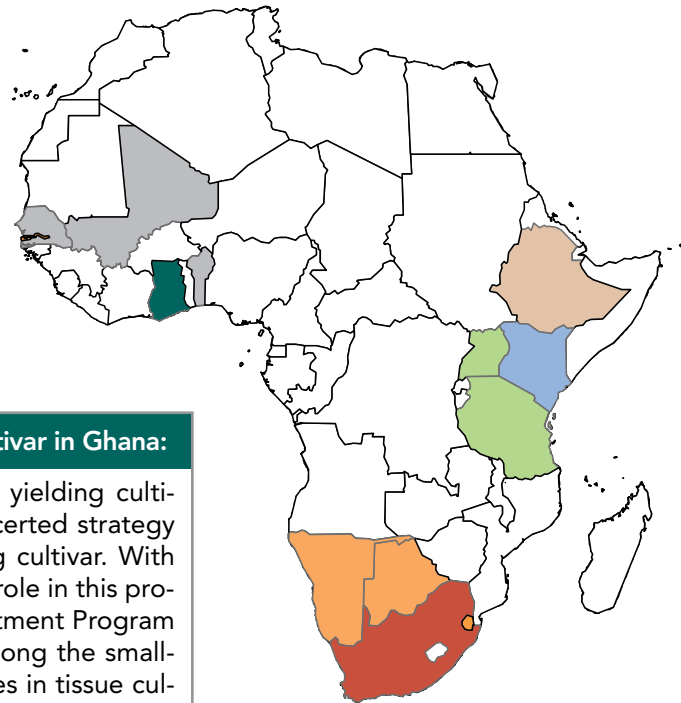 tivar in Ghana:
yielding culti-
certed strategy
g cultivar. With
role in this pro-
tment Program
ong the small-
es in tissue cul-